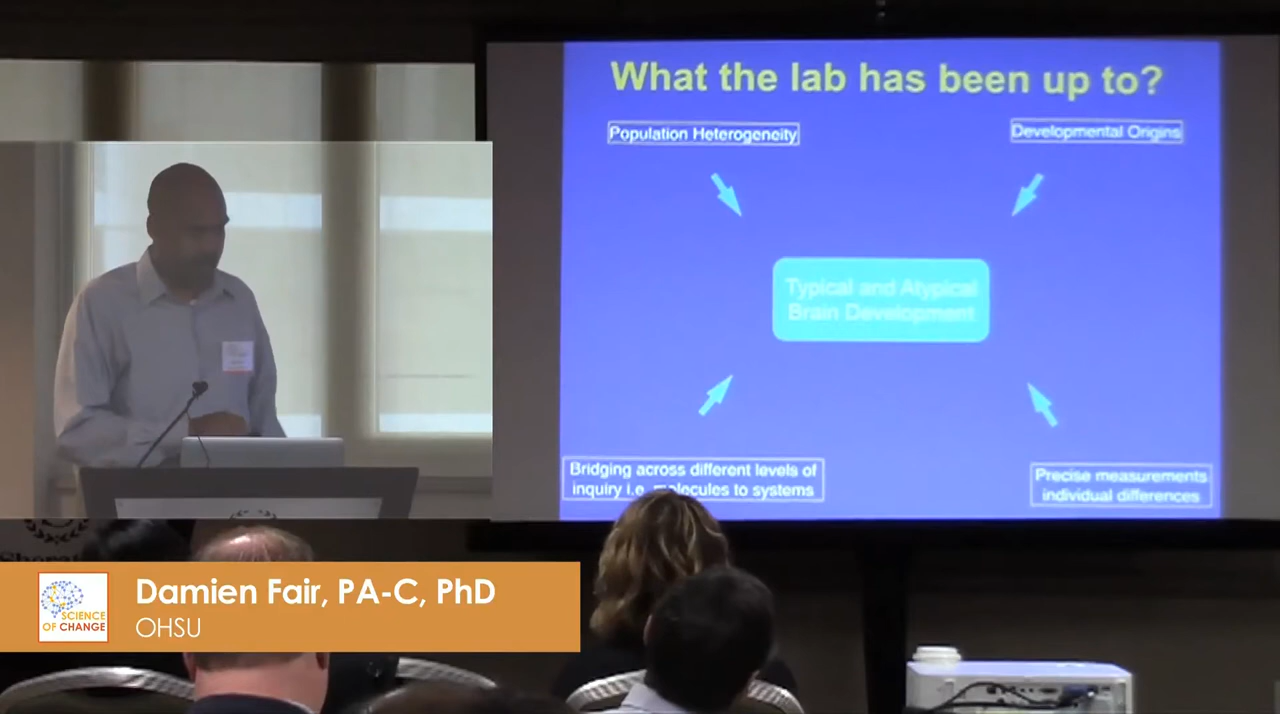 What the lab has been up to?
Population Heterogeneity
Developmental Origins
Typical and Atypical
Brain Development
Bridging across different levels of
inquiry i.e. molecules to systems
Precise measurements
individual differences
Damien Fair, PA-C, PhD
OHSU
SCIENCE
OF CHANGE